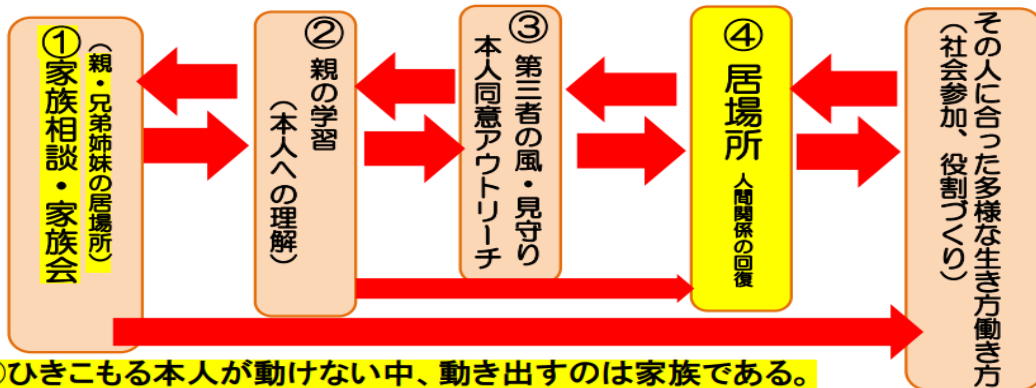 ①家族相談・家族会
（親・兄弟姉妹の居場所）
②親の学習
（本人への理解）
③第三者の風・見守り
本人同意アウトリーチ
④居場所 人間関係の回復
その人に合った多様な生き方働き方
（社会参加、役割づくり）
ひきこもる本人が動けない中、動き出すのは家族である。